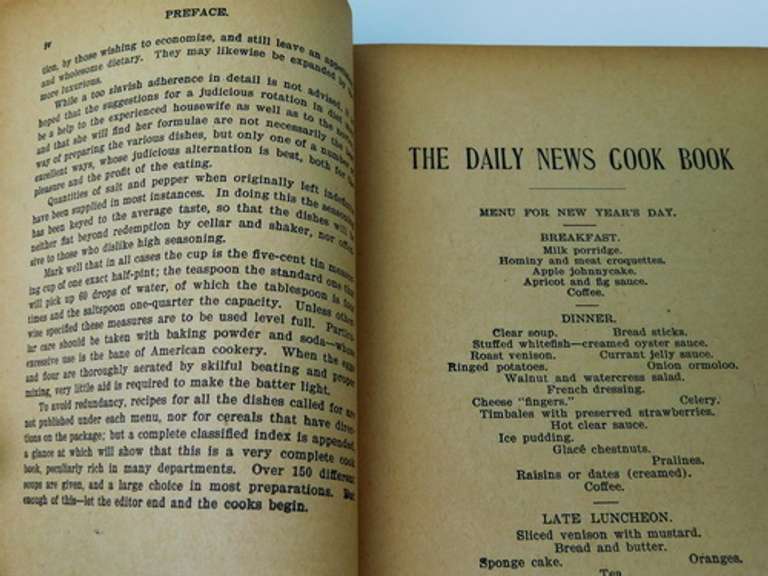 PREFACE.
iv
tion, by those wishing to economize, and still leave an
and wholesome dietary. They may likewise be expanded by
more luxurious.
While a too slavish adherence in detail is not advised,
hoped that the suggestions for a judicious rotation in diet
be a help to the experienced housewife as well as to the
and that she will find her formulae are not necessarily the
way of preparing the various dishes, but only one of a number
excellent ways, whose judicious alternation is best, both for
pleasure and the profit of the eating.
Quantities of salt and pepper when originally left
have been supplied in most instances. In doing this the seasoning
has been keyed to the average taste, so that the dishes will
neither flat beyond redemption by cellar and shaker, nor
sive to those who dislike high seasoning.
Mark well that in all cases the cup is the five-cent tin
ing cup of one exact half-pint; the teaspoon the standard one
will pick up 60 drops of water, of which the tablespoon is
times and the saltspoon one-quarter the capacity. Unless
wise specified these measures are to be used level full.
lar care should be taken with baking powder and soda—whose
excessive use is the bane of American cookery. When the
and four are thoroughly aerated by skilful beating and proper
mixing, very little aid is required to make the batter light.
To avoid redundancy, recipes for all the dishes called for are
not published under each menu, nor for cereals that have direc-
tions on the package; but a complete classified index is appended,
a glance at which will show that this is a very complete cook
book, peculiarly rich in many departments. Over 150 different
soups are given, and a large choice in most preparations. But
enough of this—let the editor end and the cooks begin.
THE DAILY NEWS COOK BOOK
MENU FOR NEW YEAR'S DAY.
BREAKFAST.
Milk porridge.
Hominy and meat croquettes.
Apple johnnycake.
Apricot and fig sauce.
Coffee.
DINNER.
Clear soup. Bread sticks.
Stuffed whitefish—creamed oyster sauce.
Roast venison. Currant jelly sauce.
Ringed potatoes. Onion ormoloo.
Walnut and watercress salad.
French dressing.
Cheese "fingers." Celery.
Timbales with preserved strawberries.
Hot clear sauce.
Ice pudding.
Glacé chestnuts.
Pralines.
Raisins or dates (creamed).
Coffee.
LATE LUNCHEON.
Sliced venison with mustard.
Bread and butter.
Sponge cake. Oranges.
Tea